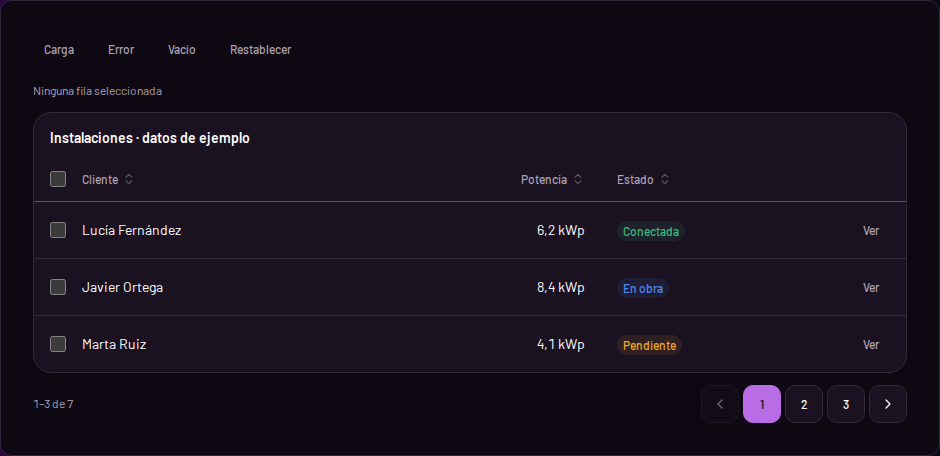 Carga Error Vacío Restablecer
Ninguna fila seleccionada
Instalaciones · datos de ejemplo
Cliente Potencia Estado
Lucía Fernández 6,2 kWp Conectada Ver
Javier Ortega 8,4 kWp En obra Ver
Marta Ruiz 4,1 kWp Pendiente Ver
1–3 de 7 1 2 3